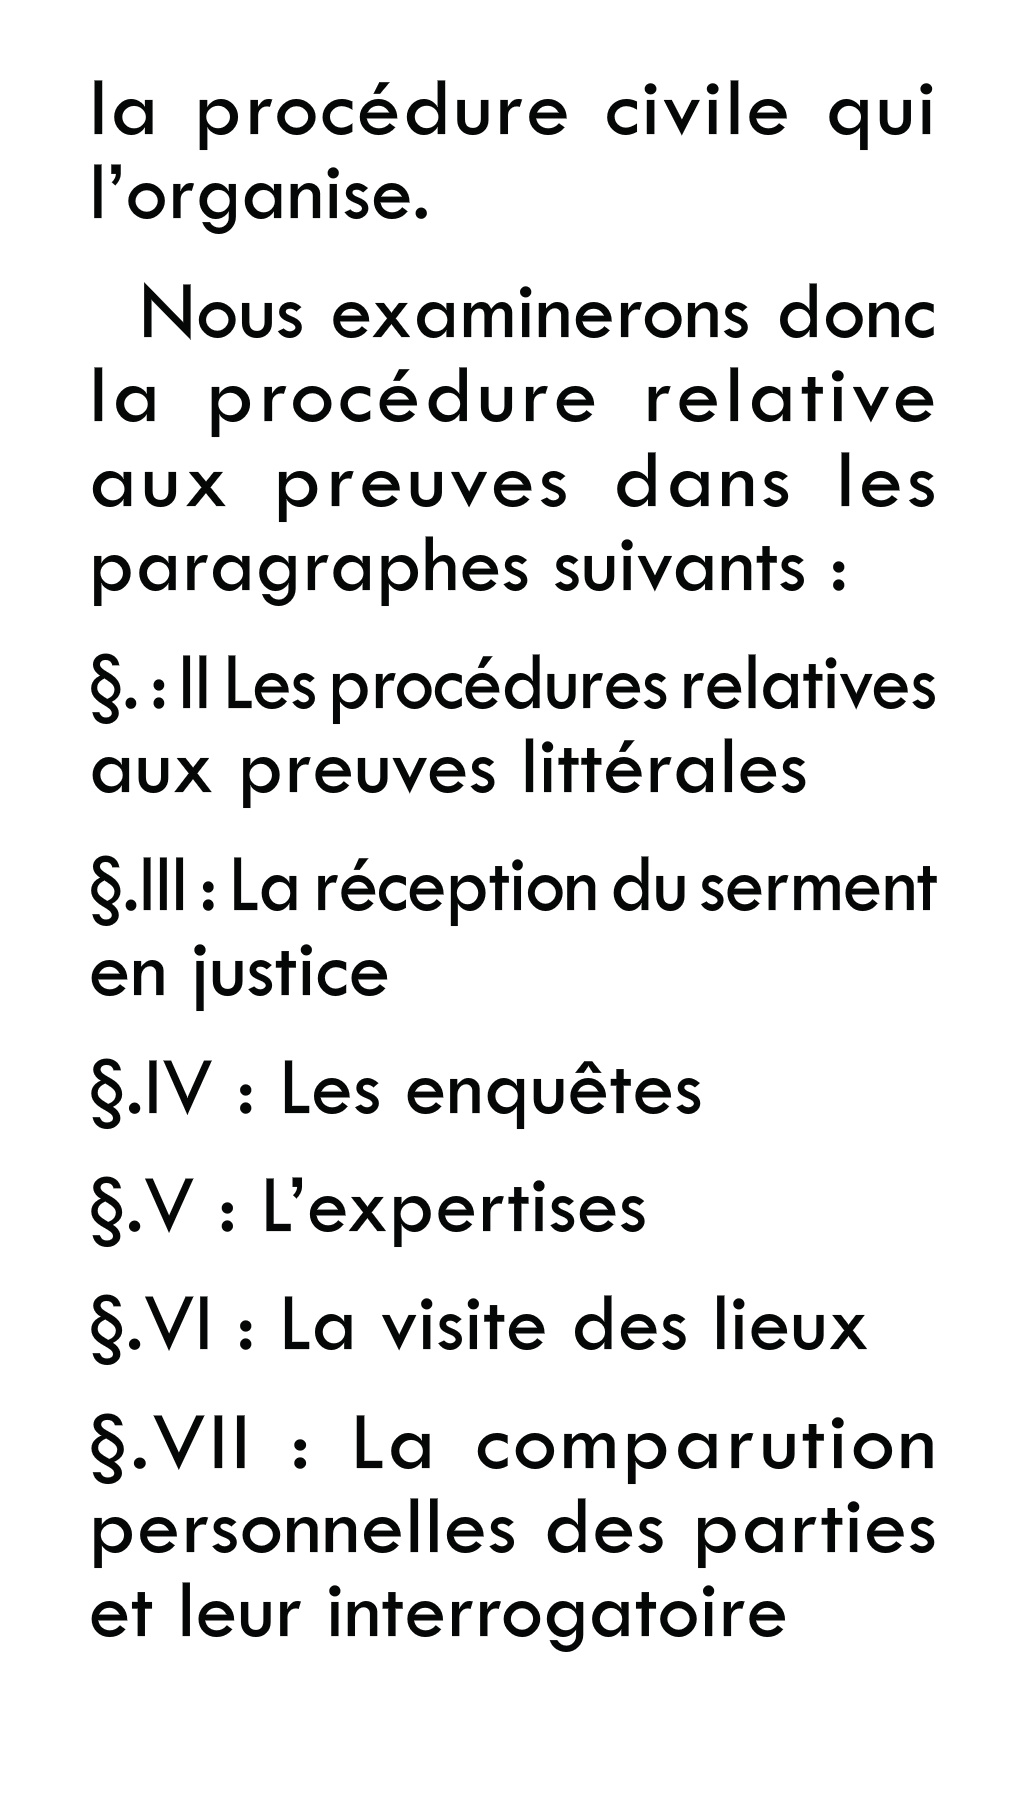 la procédure civile qui
l’organise.
Nous examinerons donc
la procédure relative
aux preuves dans les
paragraphes suivants :
§. : II Les procédures relatives
aux preuves littérales
§.III : La réception du serment
en justice
§.IV : Les enquêtes
§.V : L’expertises
§.VI : La visite des lieux
§.VII : La comparution
personnelles des parties
et leur interrogatoire